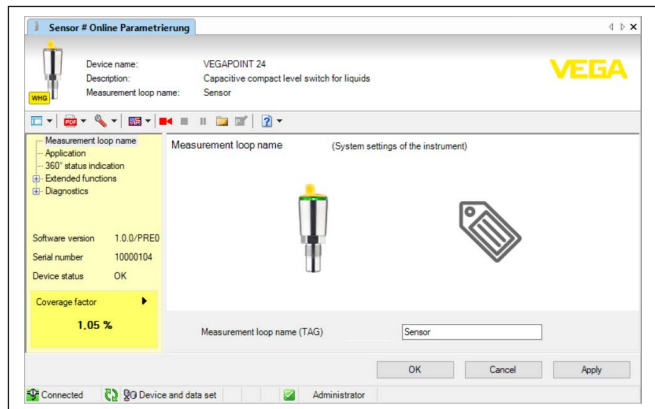 Sensor # Online Parametrierung
Device name: VEGAPOINT 24
Description: Capacitive compact level switch for liquids
Measurement loop name: Sensor
VEGA
WHG
PDF
Measurement loop name
Application
360° status indication
Extended functions
Diagnostics
Measurement loop name (System settings of the instrument)
Software version 1.0.0/PRE0
Serial number 10000104
Device status OK
Coverage factor
1,05 %
Measurement loop name (TAG) Sensor
OK Cancel Apply
Connected Device and data set Administrator